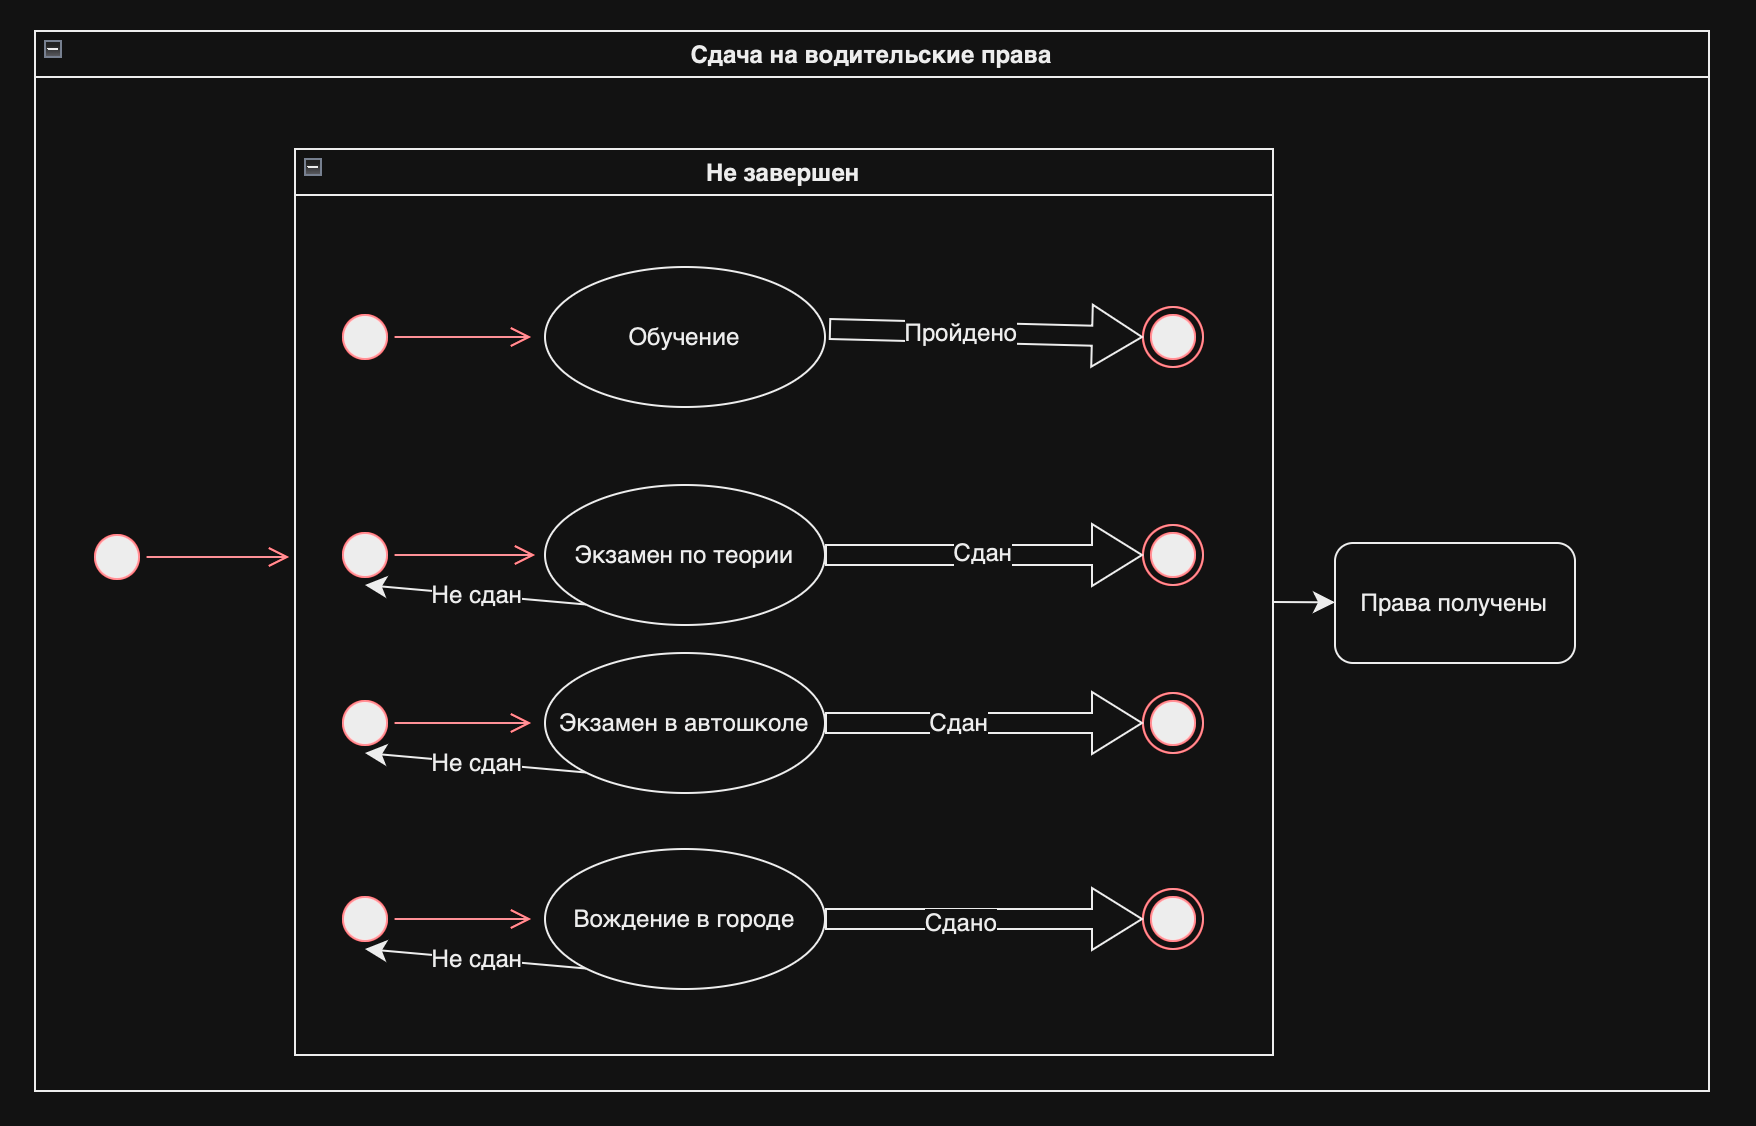 Сдача на водительские права
Не завершен
Обучение
Пройдено
Экзамен по теории
Сдан
Не сдан
Права получены
Экзамен в автошколе
Сдан
Не сдан
Вождение в городе
Сдано
Не сдан